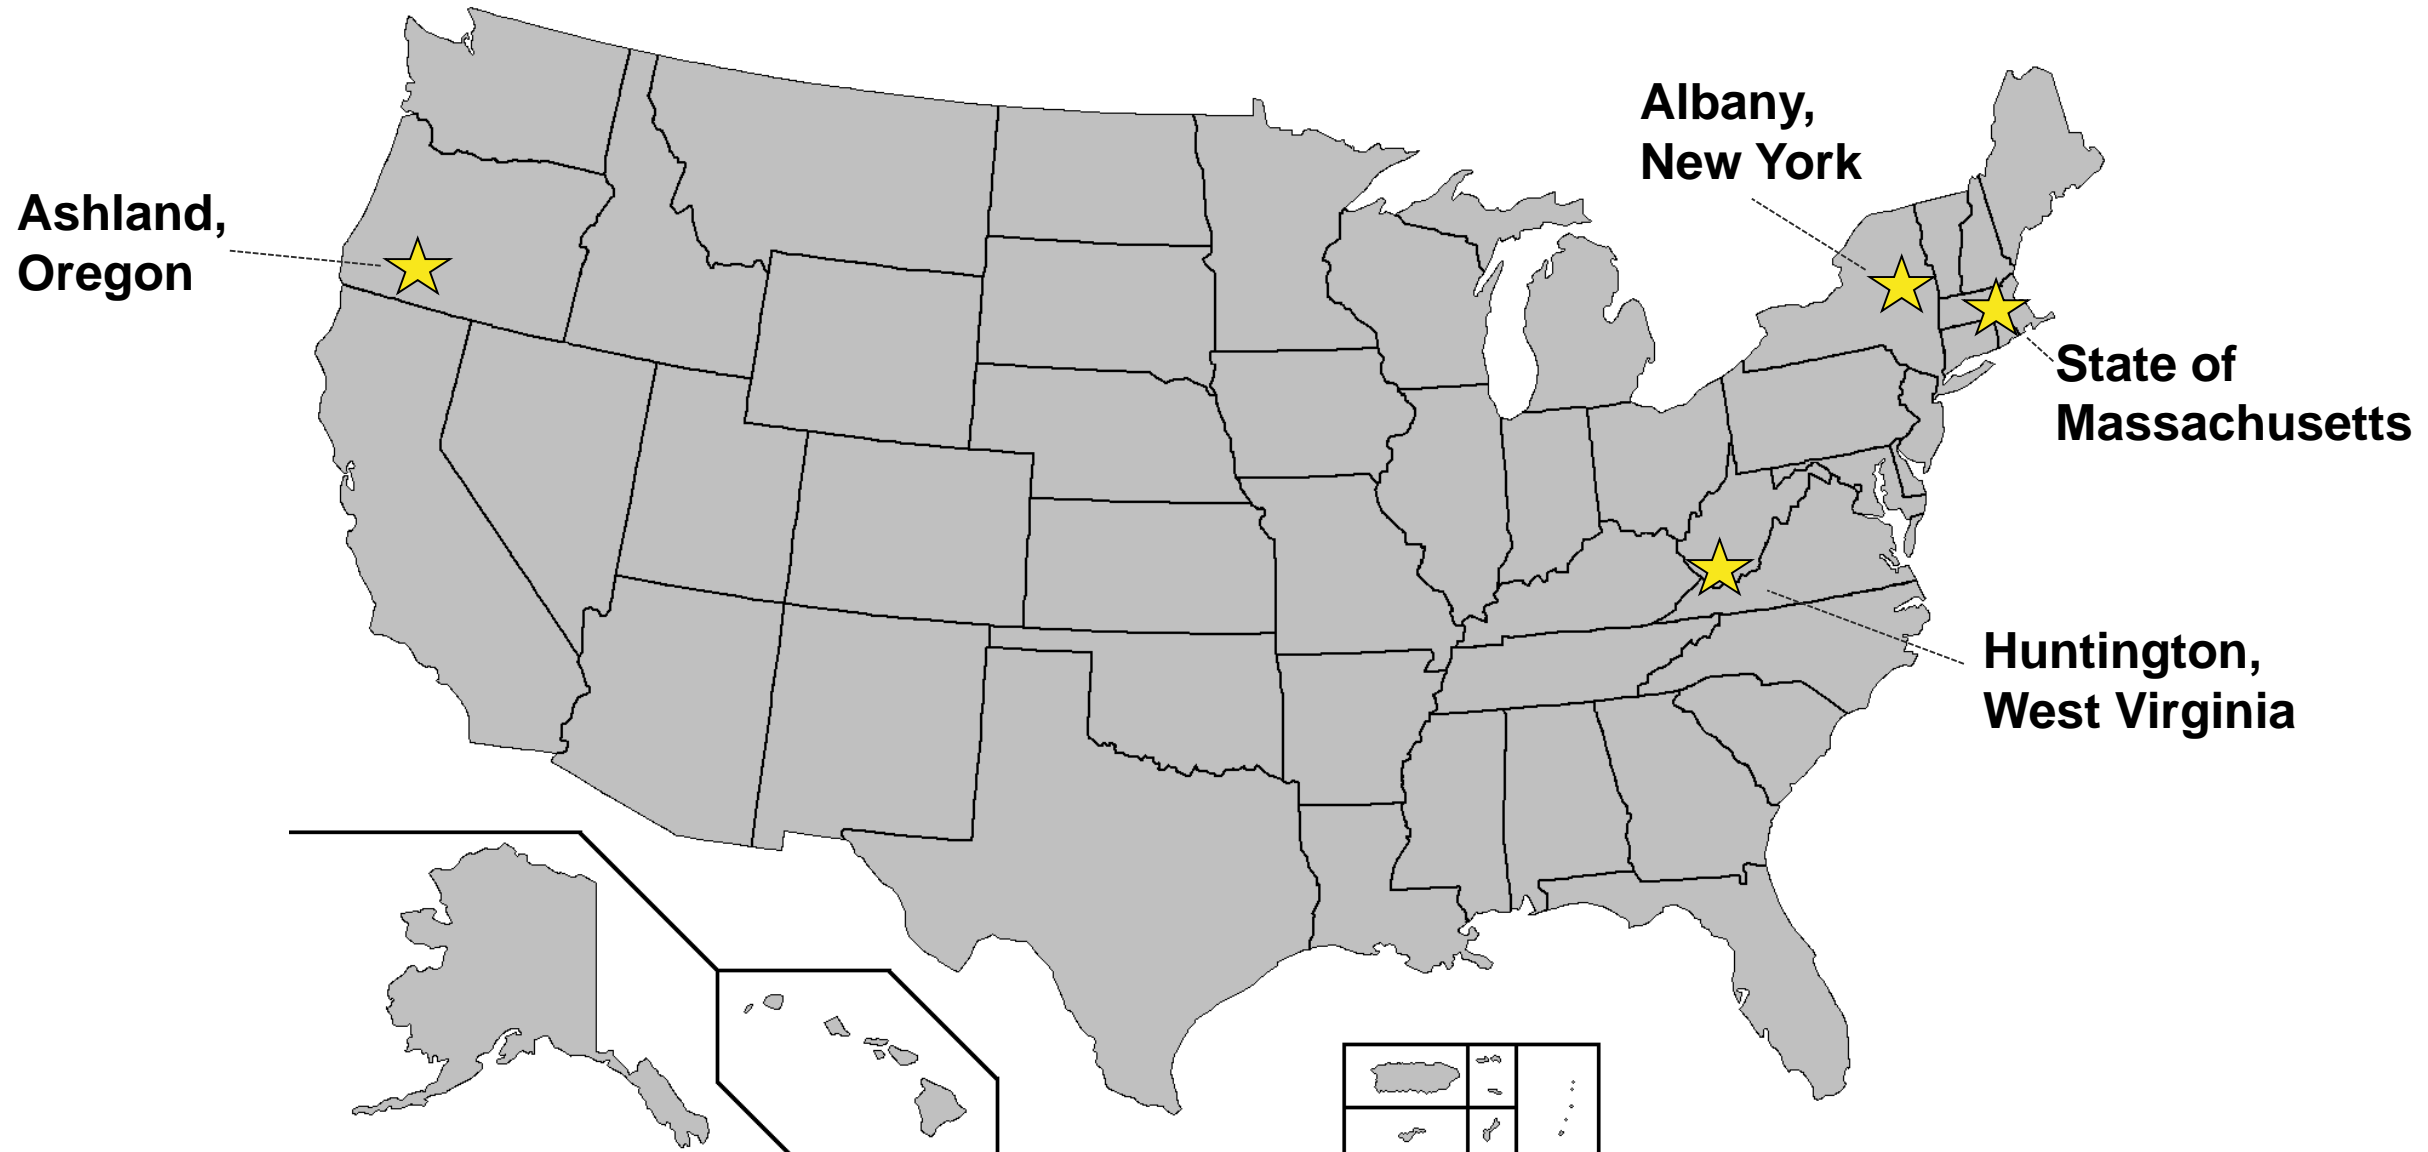 Albany,
New York
Ashland,
Oregon
State of
Massachusetts
Huntington,
West Virginia